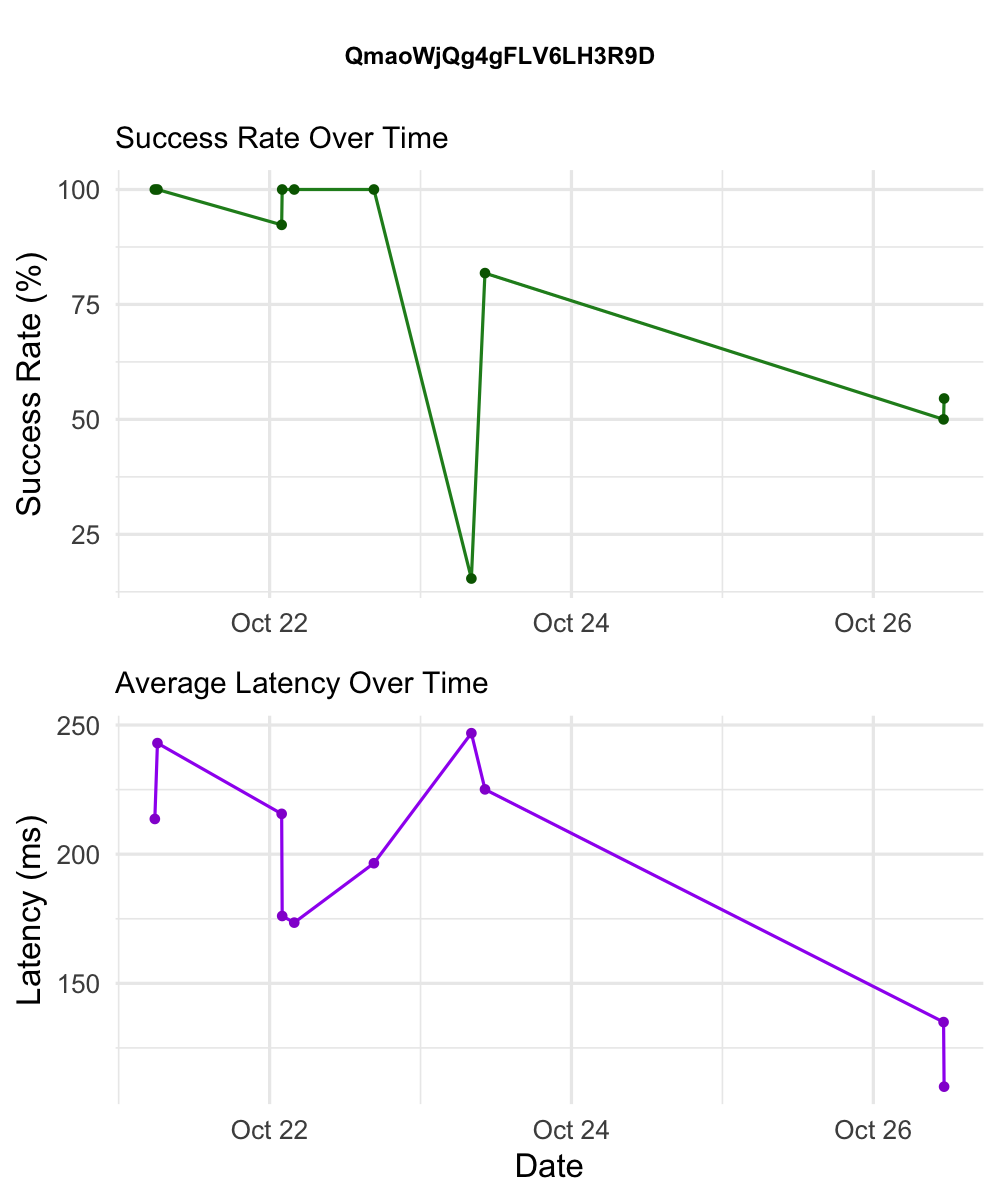 QmaoWjQg4gFLV6LH3R9D
Success Rate Over Time
100
75
50
25
Success Rate (%)
Oct 22 Oct 24 Oct 26
Average Latency Over Time
250
200
150
Latency (ms)
Oct 22 Oct 24 Oct 26
Date